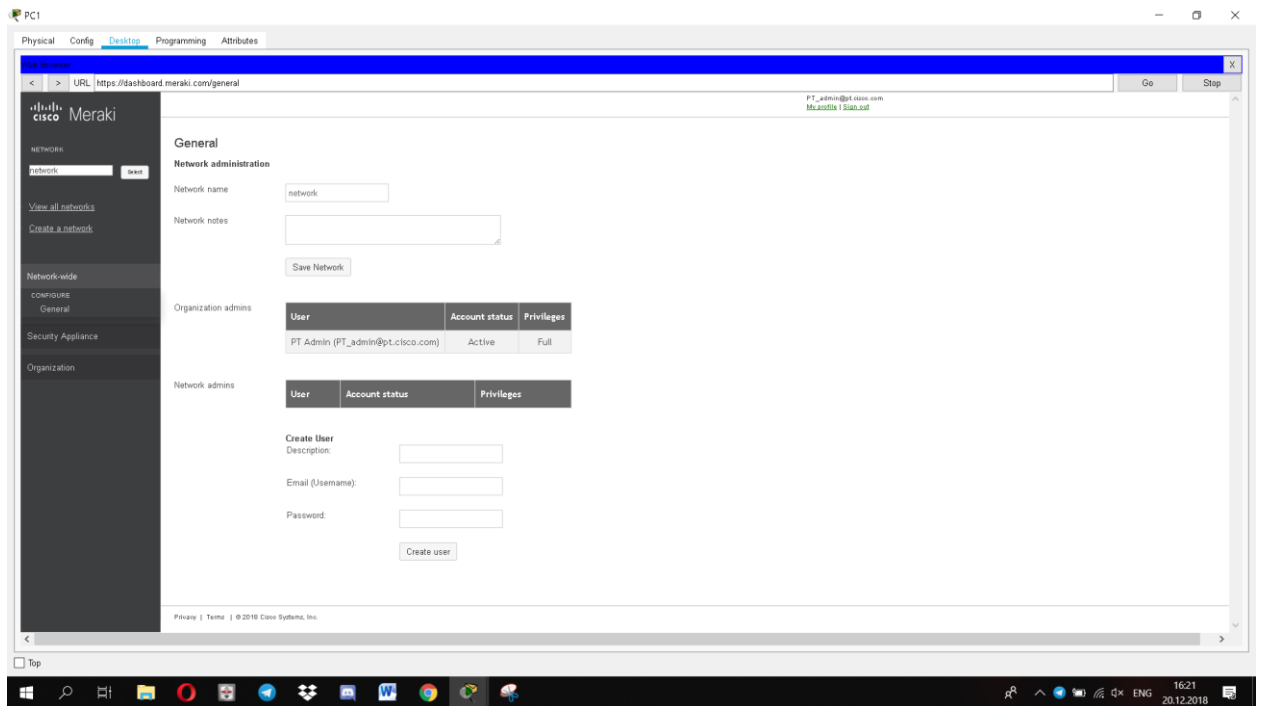 PC1
Physical Config Desktop Programming Attributes
Web Browser X
< > URL https://dashboard.meraki.com/general Go Stop
cisco Meraki
PT_admin@pt.cisco.com
My profile | Sign out
NETWORK
network Select
View all networks
Create a network
Network-wide
CONFIGURE
General
Security Appliance
Organization
General
Network administration
Network name network
Network notes
Save Network
Organization admins
User Account status Privileges
PT Admin (PT_admin@pt.cisco.com) Active Full
Network admins
User Account status Privileges
Create User
Description:
Email (Username):
Password:
Create user
Privacy | Terms | © 2018 Cisco Systems, Inc.
Top
ENG 16:21
20.12.2018